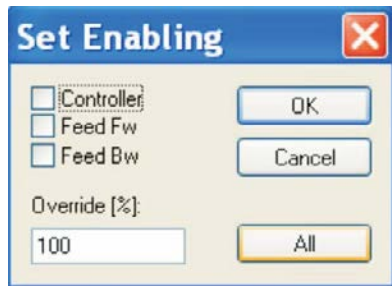 Set Enabling
Controller
Feed Fw
Feed Bw
OK
Cancel
Override [%]:
100
All